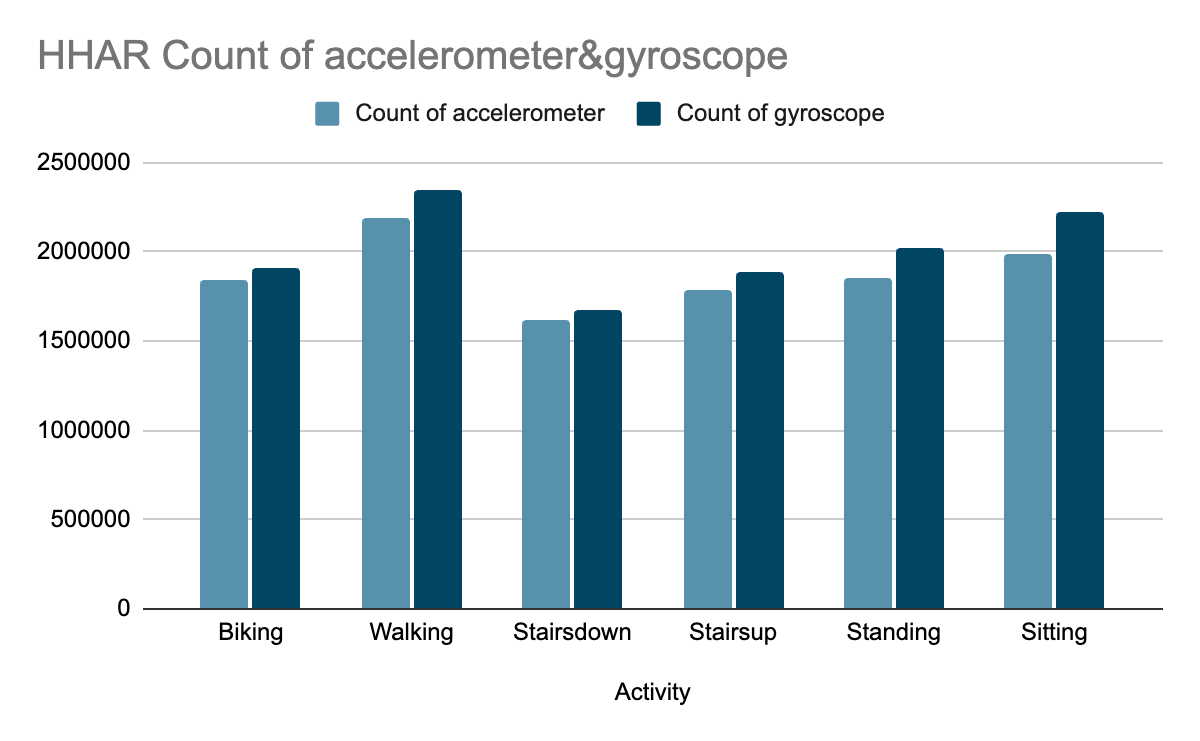 HHAR Count of accelerometer&gyroscope
Count of accelerometer Count of gyroscope
2500000
2000000
1500000
1000000
500000
0
Biking Walking Stairsdown Stairsup Standing Sitting
Activity